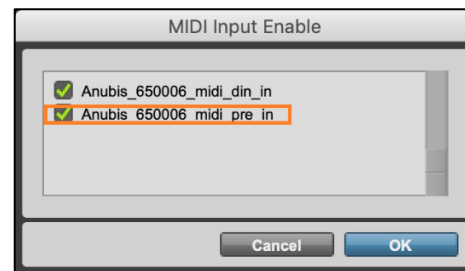 MIDI Input Enable
Anubis_650006_midi_din_in
Anubis_650006_midi_pre_in
Cancel OK